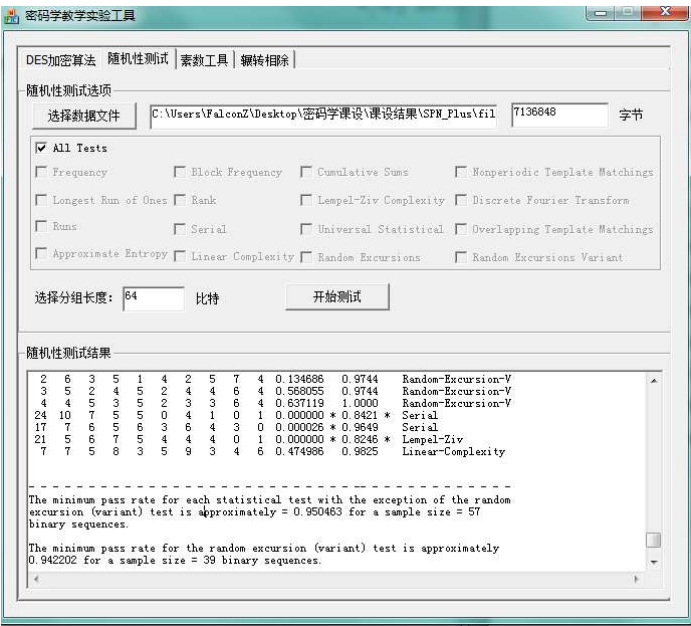 密码学教学实验工具
DES加密算法 随机性测试 素数工具 辗转相除
随机性测试选项
选择数据文件 C:\Users\FalconZ\Desktop\密码学课设\课设结果\SPN_Plus\fil 7136848 字节
All Tests
Frequency Block Frequency Cumulative Sums Nonperiodic Template Matchings
Longest Run of Ones Rank Lempel-Ziv Complexity Discrete Fourier Transform
Runs Serial Universal Statistical Overlapping Template Matchings
Approximate Entropy Linear Complexity Random Excursions Random Excursions Variant
选择分组长度: 64 比特 开始测试
随机性测试结果
2 6 3 5 1 4 2 5 7 4 0.134686 0.9744 Random-Excursion-V
3 5 2 4 5 2 4 4 6 4 0.568055 0.9744 Random-Excursion-V
4 4 5 3 5 2 3 3 6 4 0.637119 1.0000 Random-Excursion-V
24 10 7 5 5 0 4 1 0 1 0.000000 * 0.8421 * Serial
17 7 6 5 6 3 6 4 3 0 0.000026 * 0.9649 Serial
21 5 6 7 5 4 4 4 0 1 0.000000 * 0.8246 * Lempel-Ziv
7 7 5 8 3 5 9 3 4 6 0.474986 0.9825 Linear-Complexity
- - - - - - - - - - - - - - - - - - - - - - - - - - - - - - - - - - - - -
The minimum pass rate for each statistical test with the exception of the random
excursion (variant) test is approximately = 0.950463 for a sample size = 57
binary sequences.
The minimum pass rate for the random excursion (variant) test is approximately
0.942202 for a sample size = 39 binary sequences.